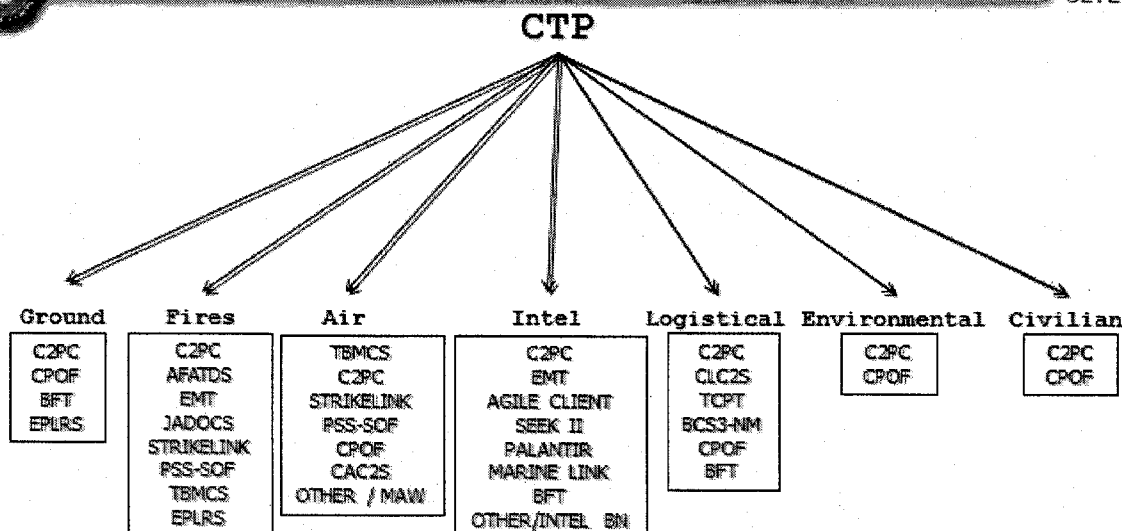 CTP
Ground Fires Air Intel Logistical Environmental Civilian
C2PC
CPOF
BFT
EPLRS
C2PC
AFATDS
EMT
JADOCS
STRIKELINK
PSS-SOF
TBMCS
EPLRS
TBMCS
C2PC
STRIKELINK
PSS-SOF
CPOF
CAC2S
OTHER / MAW
C2PC
EMT
AGILE CLIENT
SEEK II
PALANTIR
MARINE LINK
BFT
OTHER/INTEL BN
C2PC
CLC2S
TCPT
BCS3-NM
CPOF
BFT
C2PC
CPOF
C2PC
CPOF